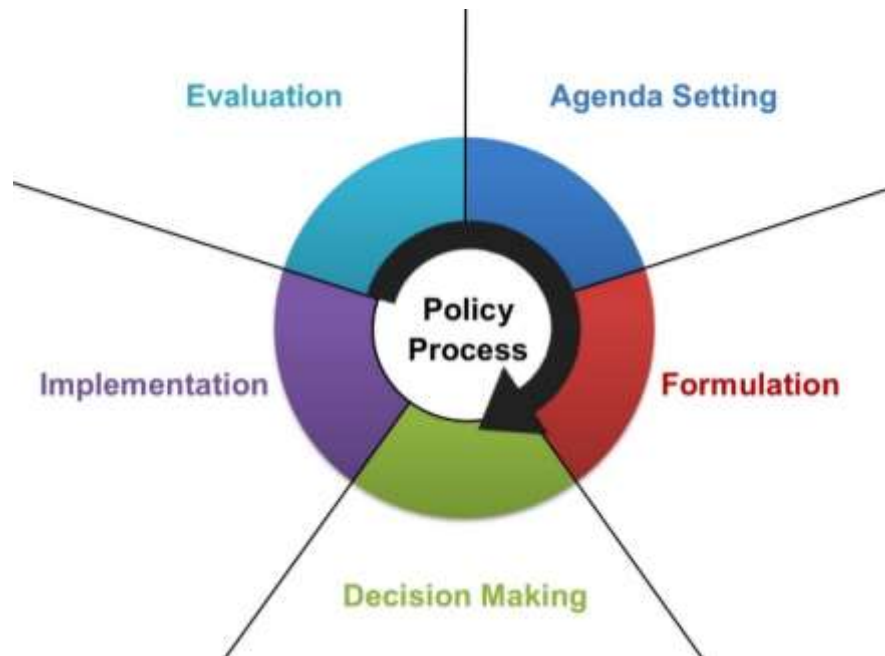 Evaluation
Agenda Setting
Policy
Process
Implementation
Formulation
Decision Making